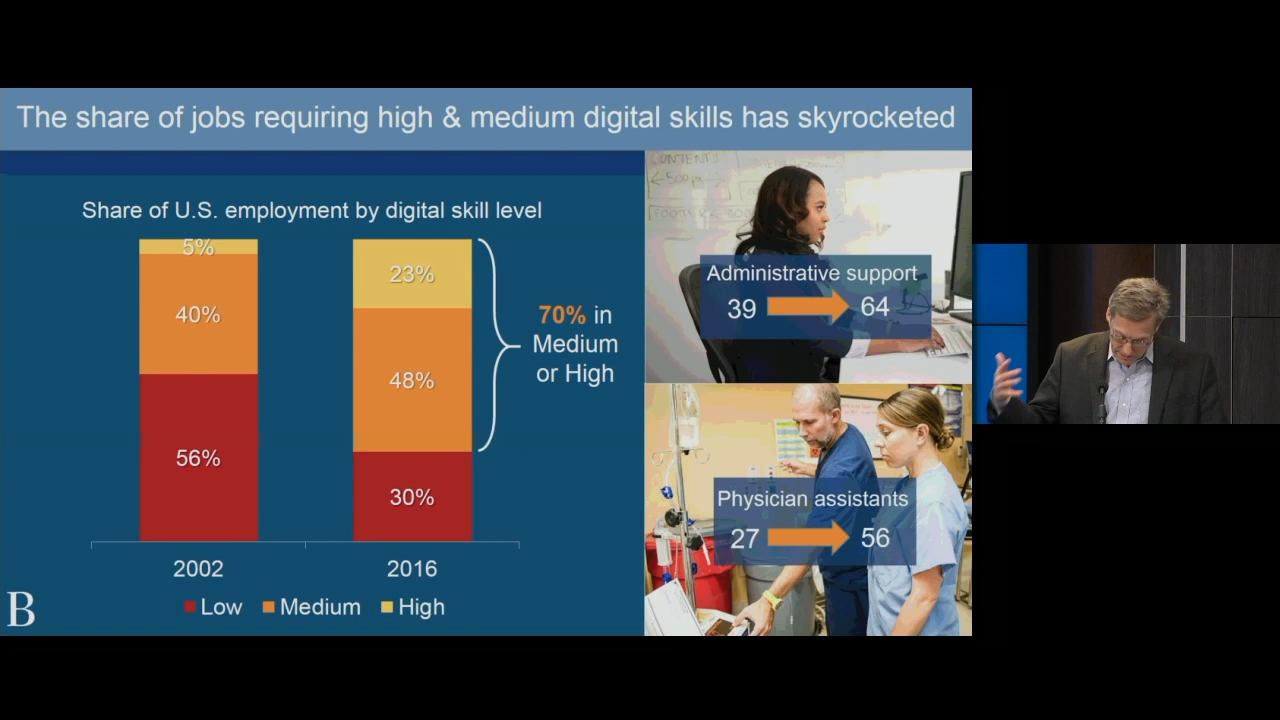 The share of jobs requiring high & medium digital skills has skyrocketed
Share of U.S. employment by digital skill level
5%
40%
56%
23%
48%
30%
70% in
Medium
or High
2002
2016
Low
Medium
High
B
CONTENT
Administrative support
39
64
Physician assistants
27
56